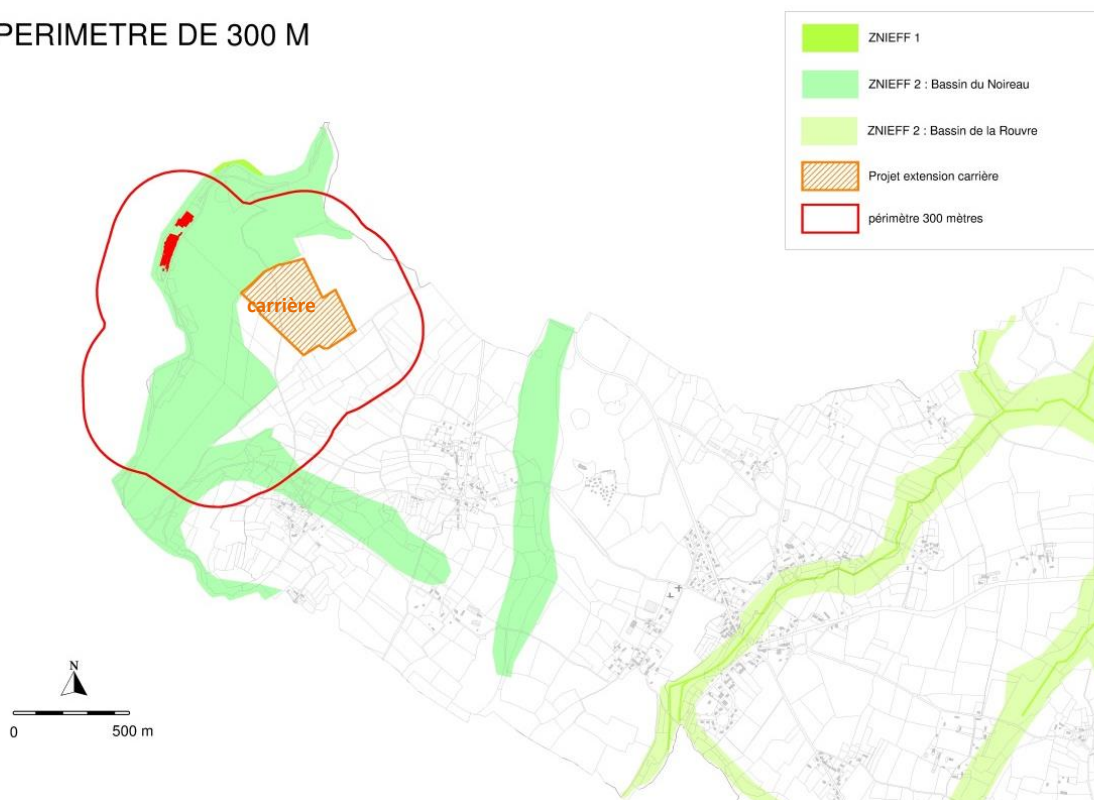 PERIMETRE DE 300 M
ZNIEFF 1
ZNIEFF 2 : Bassin du Noireau
ZNIEFF 2 : Bassin de la Rouvre
Projet extension carrière
périmètre 300 mètres
carrière
N
0
500 m